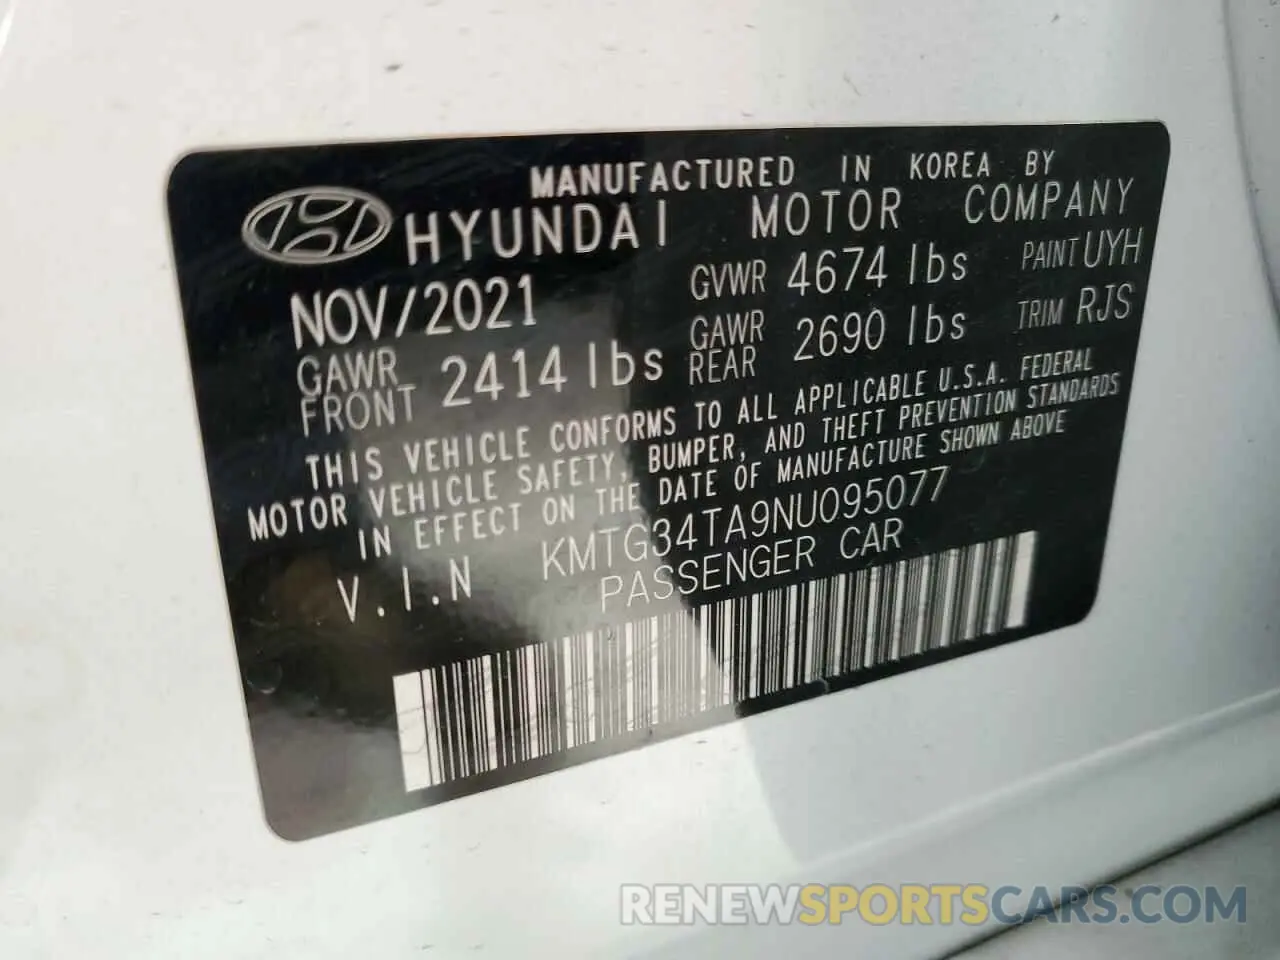 MANUFACTURED IN KOREA BY
HYUNDAI MOTOR COMPANY
NOV/2021 GVWR 4674 lbs PAINT UYH
GAWR FRONT 2414 lbs GAWR REAR 2690 lbs TRIM RJS
THIS VEHICLE CONFORMS TO ALL APPLICABLE U.S.A. FEDERAL
MOTOR VEHICLE SAFETY, BUMPER, AND THEFT PREVENTION STANDARDS
IN EFFECT ON THE DATE OF MANUFACTURE SHOWN ABOVE
V.I.N KMTG34TA9NU095077
PASSENGER CAR
RENEWSPORTSCARS.COM